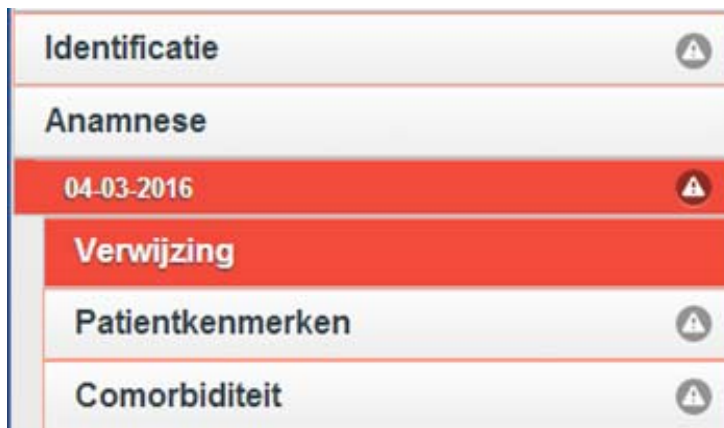 Identificatie
Anamnese
04-03-2016
Verwijzing
Patientkenmerken
Comorbiditeit